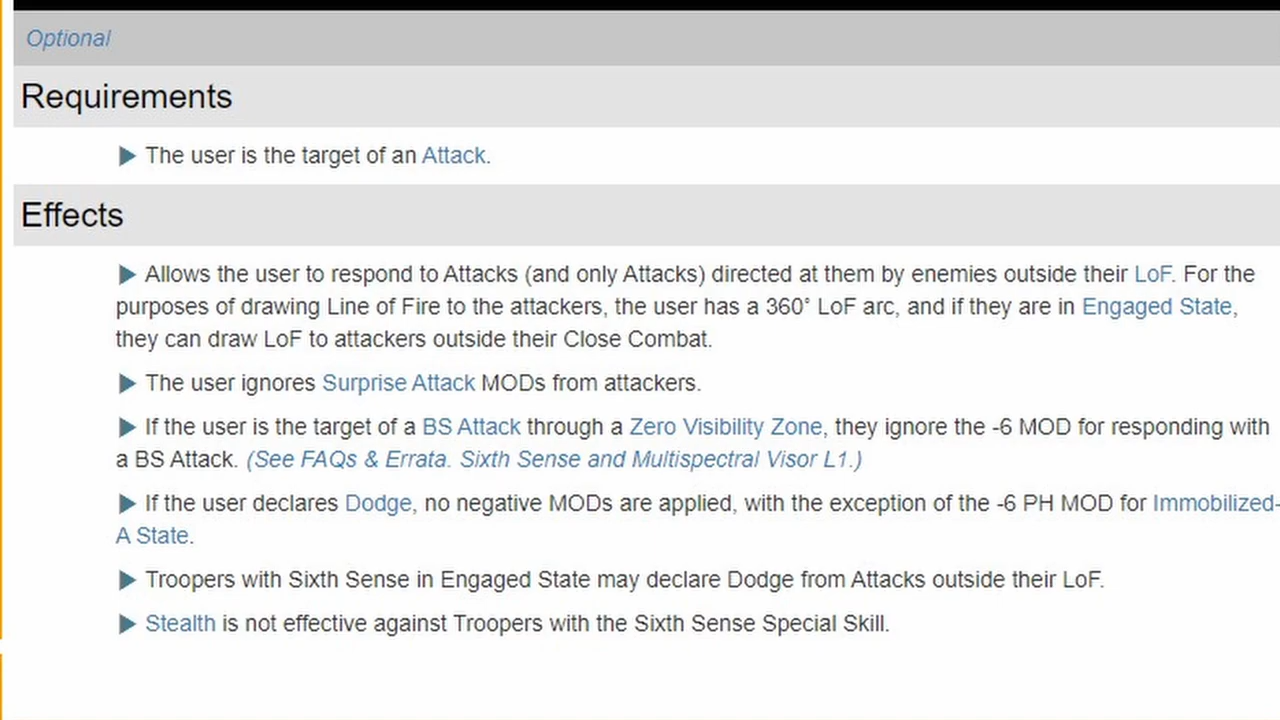 Optional
Requirements
The user is the target of an Attack.
Effects
Allows the user to respond to Attacks (and only Attacks) directed at them by enemies outside their LoF. For the
purposes of drawing Line of Fire to the attackers, the user has a 360° LoF arc, and if they are in Engaged State,
they can draw LoF to attackers outside their Close Combat.
The user ignores Surprise Attack MODs from attackers.
If the user is the target of a BS Attack through a Zero Visibility Zone, they ignore the -6 MOD for responding with
a BS Attack. (See FAQs & Errata. Sixth Sense and Multispectral Visor L1.)
If the user declares Dodge, no negative MODs are applied, with the exception of the -6 PH MOD for Immobilized-
A State.
Troopers with Sixth Sense in Engaged State may declare Dodge from Attacks outside their LoF.
Stealth is not effective against Troopers with the Sixth Sense Special Skill.